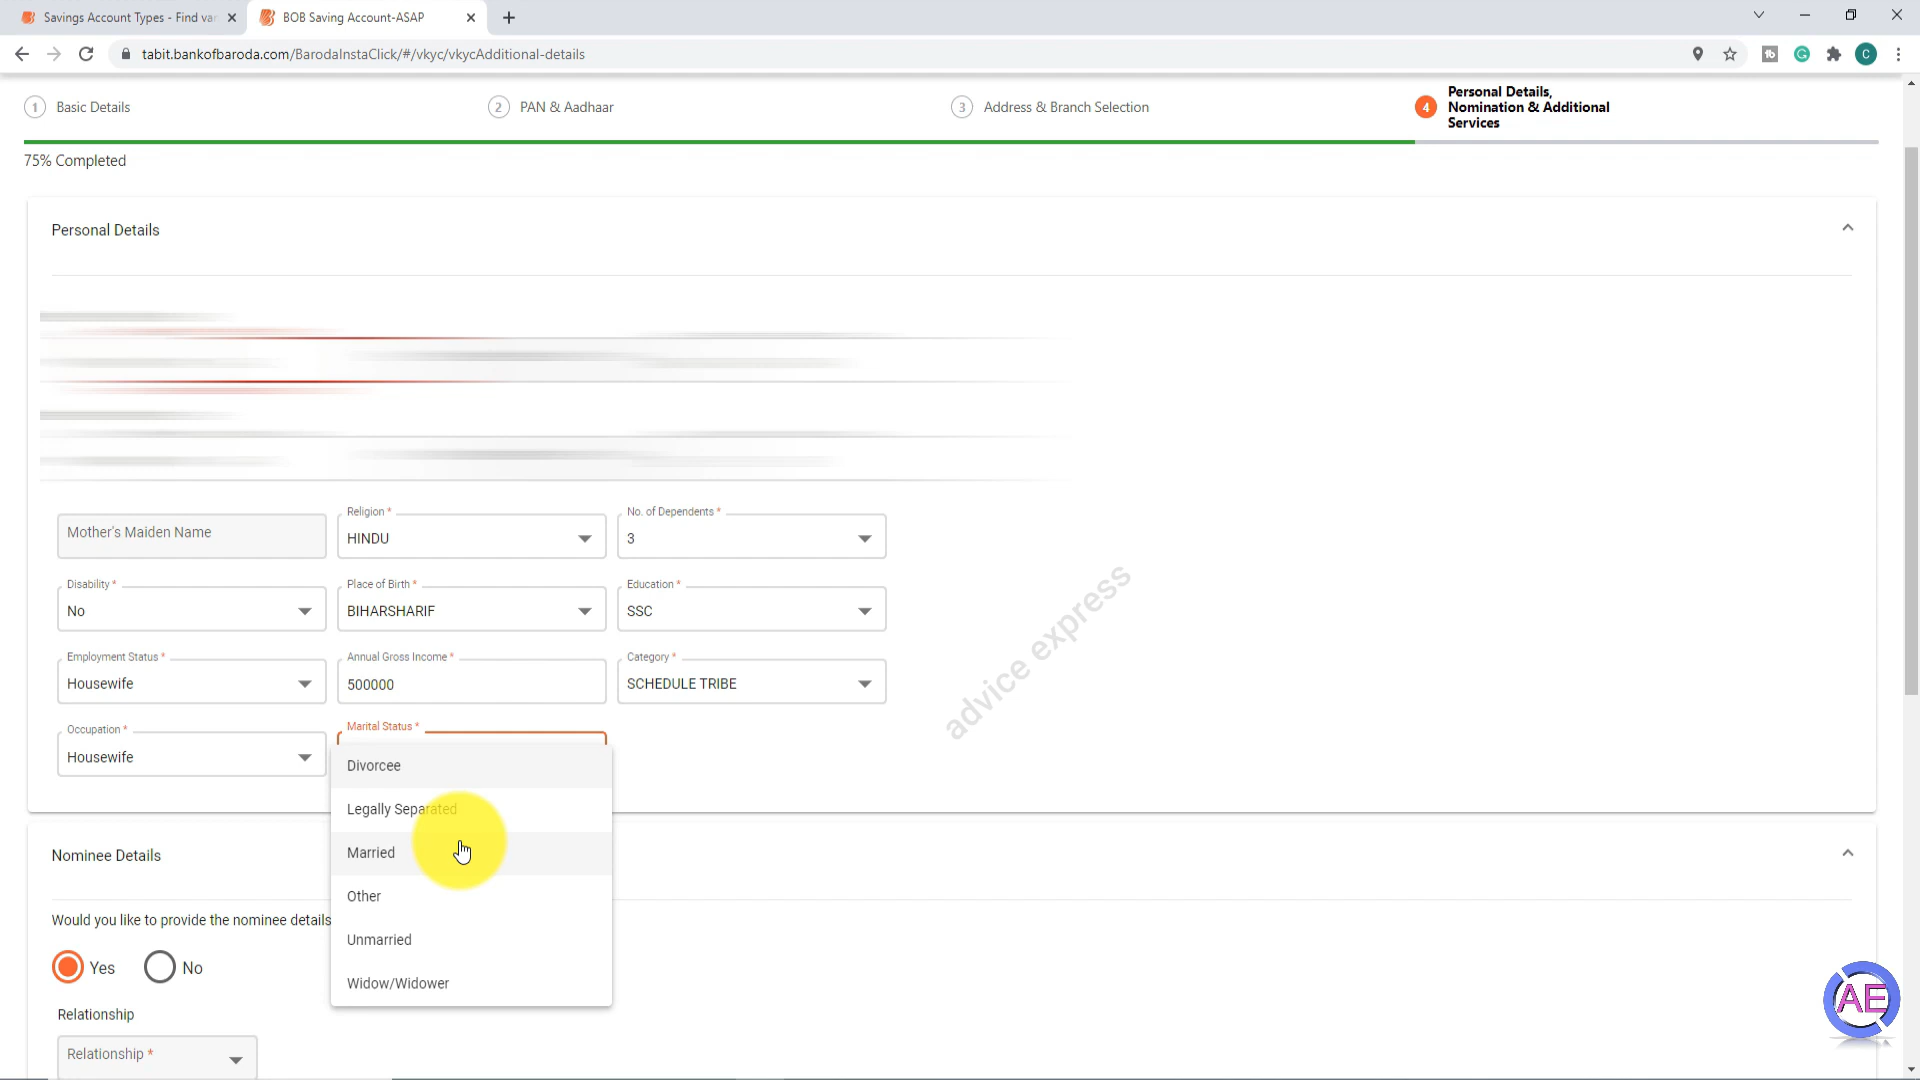 Savings Account Types - Find var
BOB Saving Account-ASAP
tabit.bankofbaroda.com/BarodaInstaClick/#/vkyc/vkycAdditional-details
C
1 Basic Details
2 PAN & Aadhaar
3 Address & Branch Selection
4 Personal Details,
Nomination & Additional
Services
75% Completed
Personal Details
Mother's Maiden Name
Religion *
HINDU
No. of Dependents *
3
Disability *
No
Place of Birth *
BIHARSHARIF
Education *
SSC
Employment Status *
Housewife
Annual Gross Income *
500000
Category *
SCHEDULE TRIBE
Occupation *
Housewife
Marital Status *
Divorcee
Legally Separated
Married
Other
Unmarried
Widow/Widower
advice express
Nominee Details
Would you like to provide the nominee details
Yes
No
Relationship
Relationship *
AE